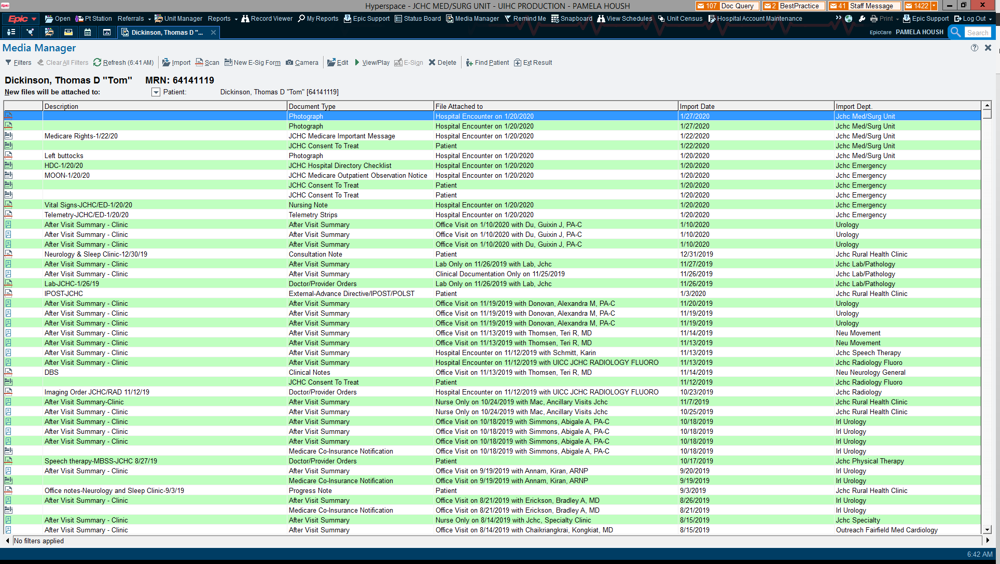 Epic Hyperspace - JCHC MED/SURG UNIT - UIHC PRODUCTION - PAMELA HOUSH 107 Doc Query 2 BestPractice 41 Staff Message 1422
Epic Open Pt Station Referrals Unit Manager Reports Record Viewer My Reports Epic Support Status Board Media Manager Remind Me Snapboard View Schedules Unit Census Hospital Account Maintenance Print Epic Support Log Out
Dickinson, Thomas D "... EpicCare PAMELA HOUSH Search
Media Manager
Filters Clear All Filters Refresh (6:41 AM) Import Scan New E-Sig Form Camera Edit View/Play E-Sign Delete Find Patient Ext Result
Dickinson, Thomas D "Tom" MRN: 64141119
New files will be attached to: Patient: Dickinson, Thomas D "Tom" [64141119]
Description Document Type File Attached to Import Date Import Dept.
Photograph Hospital Encounter on 1/20/2020 1/27/2020 Jchc Med/Surg Unit
Photograph Hospital Encounter on 1/20/2020 1/27/2020 Jchc Med/Surg Unit
Medicare Rights-1/22/20 JCHC Medicare Important Message Hospital Encounter on 1/20/2020 1/22/2020 Jchc Med/Surg Unit
JCHC Consent To Treat Patient 1/22/2020 Jchc Med/Surg Unit
Left buttocks Photograph Hospital Encounter on 1/20/2020 1/20/2020 Jchc Med/Surg Unit
HDC-1/20/20 JCHC Hospital Directory Checklist Hospital Encounter on 1/20/2020 1/20/2020 Jchc Emergency
MOON-1/20/20 JCHC Medicare Outpatient Observation Notice Hospital Encounter on 1/20/2020 1/20/2020 Jchc Emergency
JCHC Consent To Treat Patient 1/20/2020 Jchc Emergency
JCHC Consent To Treat Patient 1/20/2020 Jchc Emergency
Vital Signs-JCHC/ED-1/20/20 Nursing Note Hospital Encounter on 1/20/2020 1/20/2020 Jchc Emergency
Telemetry-JCHC/ED-1/20/20 Telemetry Strips Hospital Encounter on 1/20/2020 1/20/2020 Jchc Emergency
After Visit Summary - Clinic After Visit Summary Office Visit on 1/10/2020 with Du, Guixin J, PA-C 1/10/2020 Urology
After Visit Summary - Clinic After Visit Summary Office Visit on 1/10/2020 with Du, Guixin J, PA-C 1/10/2020 Urology
After Visit Summary - Clinic After Visit Summary Office Visit on 1/10/2020 with Du, Guixin J, PA-C 1/10/2020 Urology
Neurology & Sleep Clinic-12/30/19 Consultation Note Patient 12/31/2019 Jchc Rural Health Clinic
After Visit Summary - Clinic After Visit Summary Lab Only on 11/26/2019 with Lab, Jchc 11/27/2019 Jchc Lab/Pathology
After Visit Summary - Clinic After Visit Summary Clinical Documentation Only on 11/25/2019 11/26/2019 Jchc Lab/Pathology
Lab-JCHC-1/26/19 Doctor/Provider Orders Lab Only on 11/26/2019 with Lab, Jchc 11/26/2019 Jchc Lab/Pathology
IPOST-JCHC External-Advance Directive/IPOST/POLST Patient 1/3/2020 Jchc Rural Health Clinic
After Visit Summary - Clinic After Visit Summary Office Visit on 11/19/2019 with Donovan, Alexandra M, PA-C 11/20/2019 Urology
After Visit Summary - Clinic After Visit Summary Office Visit on 11/19/2019 with Donovan, Alexandra M, PA-C 11/19/2019 Urology
After Visit Summary - Clinic After Visit Summary Office Visit on 11/19/2019 with Donovan, Alexandra M, PA-C 11/19/2019 Urology
After Visit Summary - Clinic After Visit Summary Office Visit on 11/13/2019 with Thomsen, Teri R, MD 11/14/2019 Neu Movement
After Visit Summary - Clinic After Visit Summary Office Visit on 11/13/2019 with Thomsen, Teri R, MD 11/13/2019 Neu Movement
After Visit Summary - Clinic After Visit Summary Hospital Encounter on 11/12/2019 with Schmitt, Karin 11/13/2019 Jchc Speech Therapy
After Visit Summary - Clinic After Visit Summary Hospital Encounter on 11/12/2019 with UICC JCHC RADIOLOGY FLUORO 11/13/2019 Jchc Radiology Fluoro
DBS Clinical Notes Office Visit on 11/13/2019 with Thomsen, Teri R, MD 11/14/2019 Neu Neurology General
JCHC Consent To Treat Patient 11/12/2019 Jchc Radiology Fluoro
Imaging Order JCHC/RAD 11/12/19 Doctor/Provider Orders Hospital Encounter on 11/12/2019 with UICC JCHC RADIOLOGY FLUORO 10/23/2019 Jchc Radiology
After Visit Summary-Clinic After Visit Summary Nurse Only on 10/24/2019 with Mac, Ancillary Visits Jchc 11/7/2019 Jchc Rural Health Clinic
After Visit Summary - Clinic After Visit Summary Nurse Only on 10/24/2019 with Mac, Ancillary Visits Jchc 10/25/2019 Jchc Rural Health Clinic
After Visit Summary - Clinic After Visit Summary Office Visit on 10/18/2019 with Simmons, Abigale A, PA-C 10/18/2019 Irl Urology
After Visit Summary - Clinic After Visit Summary Office Visit on 10/18/2019 with Simmons, Abigale A, PA-C 10/18/2019 Irl Urology
After Visit Summary - Clinic After Visit Summary Office Visit on 10/18/2019 with Simmons, Abigale A, PA-C 10/18/2019 Irl Urology
Medicare Co-Insurance Notification Office Visit on 10/18/2019 with Simmons, Abigale A, PA-C 10/18/2019 Irl Urology
Speech therapy-MBSS-JCHC 8/27/19 Doctor/Provider Orders Patient 10/17/2019 Jchc Physical Therapy
After Visit Summary - Clinic After Visit Summary Office Visit on 9/19/2019 with Annam, Kiran, ARNP 9/20/2019 Irl Urology
Medicare Co-Insurance Notification Office Visit on 9/19/2019 with Annam, Kiran, ARNP 9/19/2019 Irl Urology
Office notes-Neurology and Sleep Clinic-9/3/19 Progress Note Patient 9/3/2019 Jchc Rural Health Clinic
After Visit Summary - Clinic After Visit Summary Office Visit on 8/21/2019 with Erickson, Bradley A, MD 8/26/2019 Irl Urology
Medicare Co-Insurance Notification Office Visit on 8/21/2019 with Erickson, Bradley A, MD 8/21/2019 Irl Urology
After Visit Summary - Clinic After Visit Summary Nurse Only on 8/14/2019 with Jchc, Specialty Clinic 8/15/2019 Jchc Specialty
After Visit Summary - Clinic After Visit Summary Office Visit on 8/14/2019 with Chaikriangkrai, Kongkiat, MD 8/15/2019 Outreach Fairfield Med Cardiology
No filters applied
6:42 AM